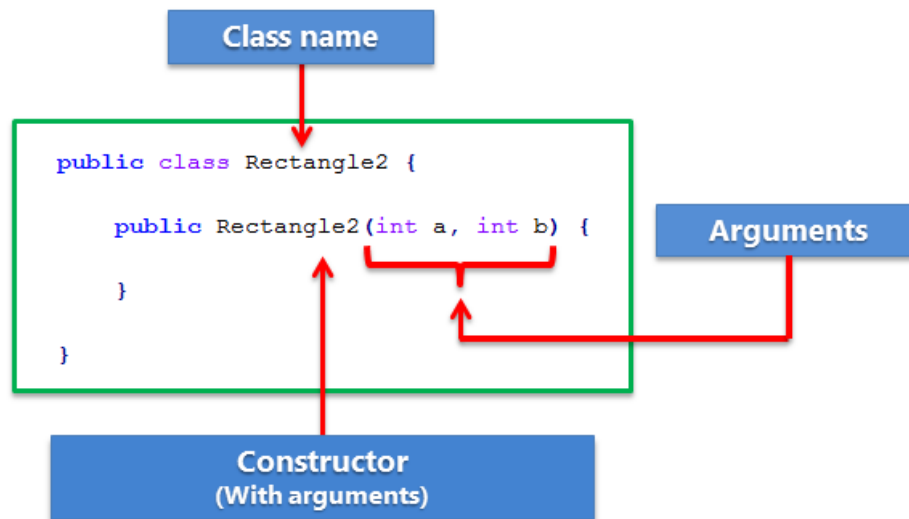 Class name
public class Rectangle2 {
public Rectangle2(int a, int b) {
}
}
Arguments
Constructor
(With arguments)